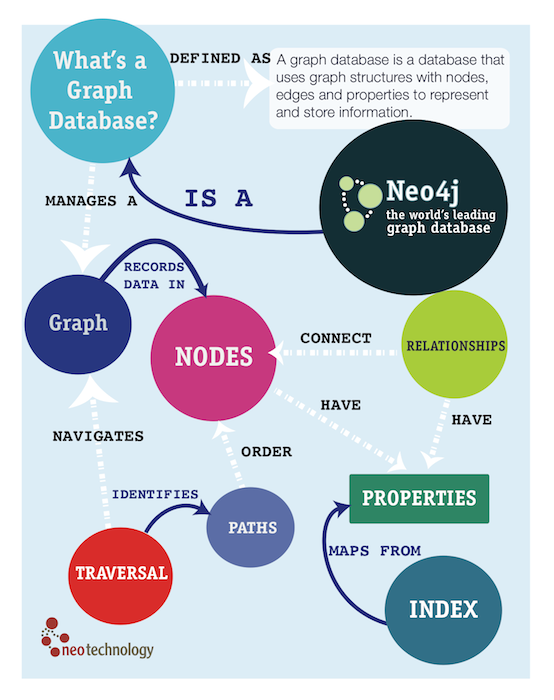 What's a
Graph
Database?
DEFINED AS
A graph database is a database that
uses graph structures with nodes,
edges and properties to represent
and store information.
MANAGES A
IS A
Neo4j
the world's leading
graph database
RECORDS
DATA IN
Graph
NODES
CONNECT
RELATIONSHIPS
HAVE
HAVE
NAVIGATES
ORDER
IDENTIFIES
PROPERTIES
PATHS
MAPS FROM
TRAVERSAL
INDEX
neotechnology